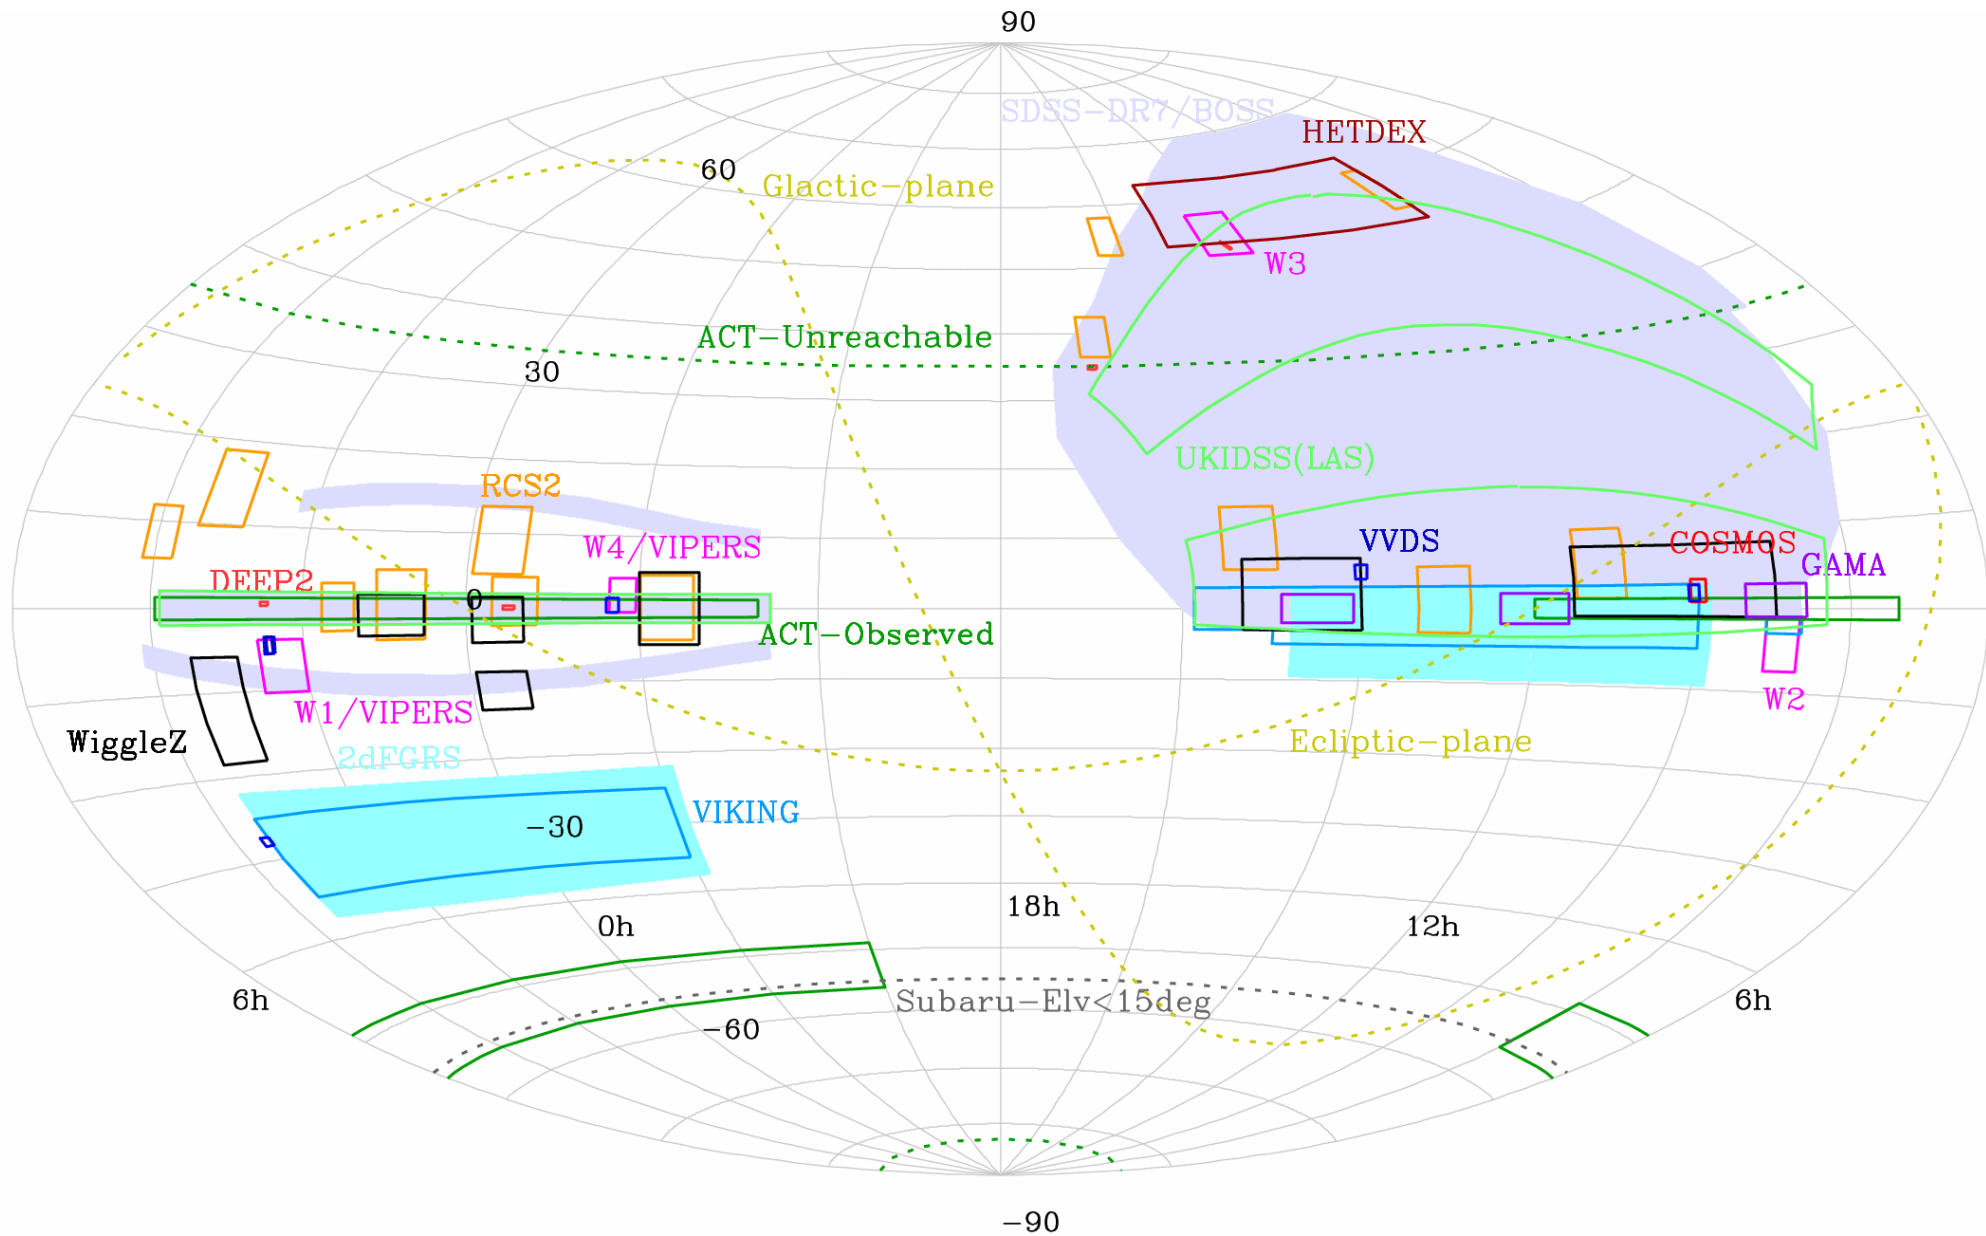 90
SDSS-DR7/BOSS
HETDEX
60
Glactic-plane
W3
ACT-Unreachable
30
UKIDSS(LAS)
RCS2
W4/VIPERS
VVDS
COSMOS
GAMA
DEEP2
0
ACT-Observed
W1/VIPERS
W2
WiggleZ
2dFGRS
Ecliptic-plane
VIKING
-30
18h
0h
12h
6h
Subaru-Elv<15deg
6h
-60
-90